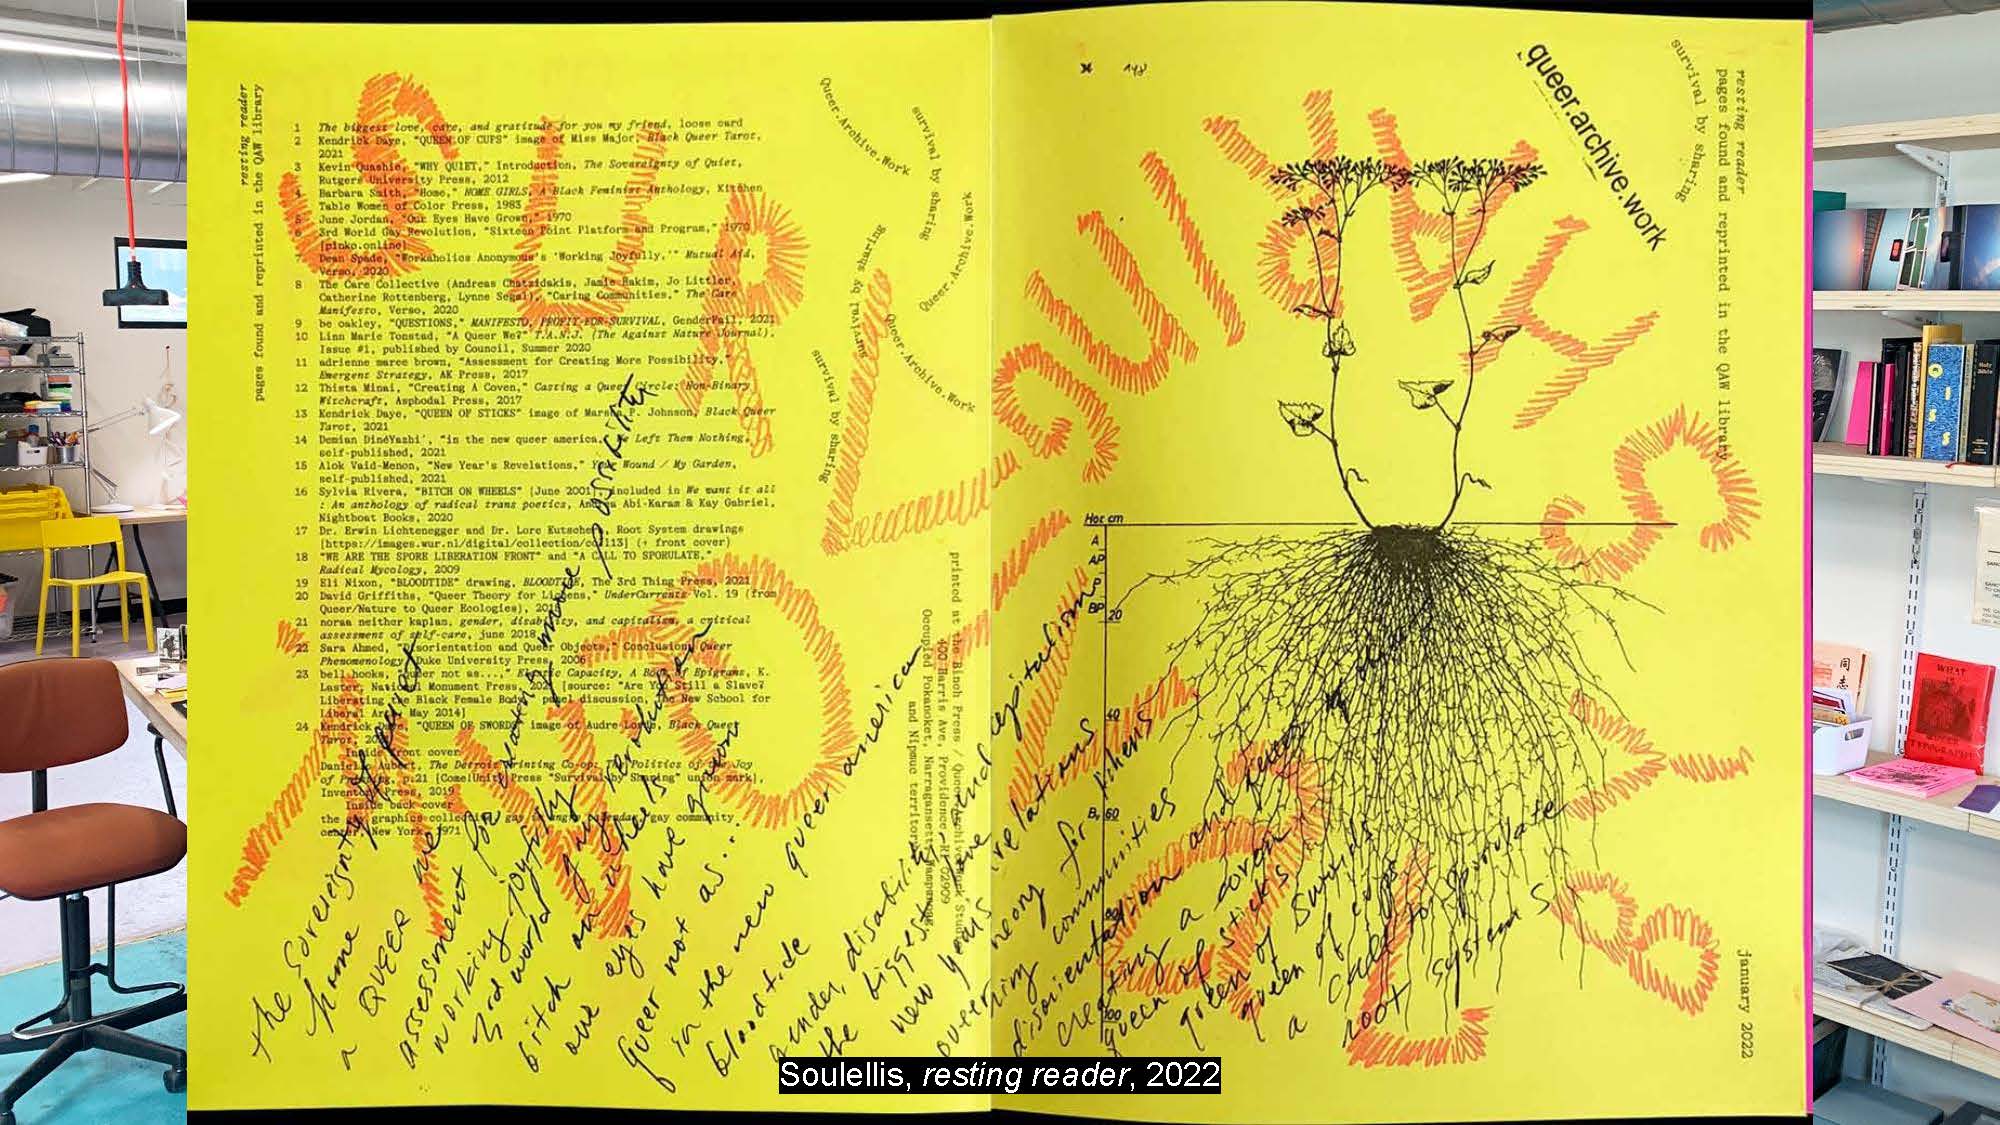 resting reader
pages found and reprinted in the QAW library
1 The biggest love, care, and gratitude for you my friend, loose card
2 Kendrick Daye, "QUEEN OF CUPS" image of Miss Major, Black Queer Tarot,
2021
3 Kevin Quashie, "WHY QUIET," Introduction, The Sovereignty of Quiet,
Rutgers University Press, 2012
4 Barbara Smith, "Home," HOME GIRLS, A Black Feminist Anthology, Kitchen
Table Women of Color Press, 1983
5 June Jordan, "Our Eyes Have Grown," 1970
6 3rd World Gay Revolution, "Sixteen Point Platform and Program," 1970
[pinko.online]
Dean Spade, "Workaholics Anonymous's 'Working Joyfully,'" Mutual Aid,
Verso, 2020
8 The Care Collective (Andreas Chatzidakis, Jamie Hakim, Jo Littler,
Catherine Rottenberg, Lynne Segal), "Caring Communities," The Care
Manifesto, Verso, 2020
9 be oakley, "QUESTIONS," MANIFESTO, PROFIT-FOR-SURVIVAL, GenderFail, 2021
10 Linn Marie Tonstad, "A Queer We?" T.A.N.J. (The Against Nature Journal),
Issue #1, published by Council, Summer 2020
11 adrienne maree brown, "Assessment for Creating More Possibility,"
Emergent Strategy, AK Press, 2017
12 Thista Minai, "Creating A Coven," Casting a Queer Circle: Non-Binary
Witchcraft, Asphodal Press, 2017
13 Kendrick Daye, "QUEEN OF STICKS" image of Marsha P. Johnson, Black Queer
Tarot, 2021
14 Demian DinéYazhi', "in the new queer america, We Left Them Nothing,
self-published, 2021
15 Alok Vaid-Menon, "New Year's Revelations," Your Wound / My Garden,
self-published, 2021
16 Sylvia Rivera, "BITCH ON WHEELS" [June 2001], included in We want it all
: An anthology of radical trans poetics, Andrea Abi-Karam & Kay Gabriel,
Nightboat Books, 2020
17 Dr. Erwin Lichtenegger and Dr. Lore Kutschera, Root System drawings
[https://images.wur.nl/digital/collection/coll13] (+ front cover)
18 "WE ARE THE SPORE LIBERATION FRONT" and "A CALL TO SPORULATE,"
Radical Mycology, 2009
19 Eli Nixon, "BLOODTIDE" drawing, BLOODTIDE, The 3rd Thing Press, 2021
20 David Griffiths, "Queer Theory for Lichens," UnderCurrents Vol. 19 (from
Queer/Nature to Queer Ecologies), 2015
21 noraa neither kaplan, gender, disability, and capitalism, a critical
assessment of self-care, june 2018
22 Sara Ahmed, "Disorientation and Queer Objects," Conclusion, Queer
Phenomenology, Duke University Press, 2006
23 bell hooks, "queer not as...," Electric Capacity, A Book of Epigrams, K.
Laster, National Monument Press, [source: "Are You Still a Slave?
Liberating the Black Female Body," panel discussion, The New School for
Liberal Arts, May 2014]
24 Kendrick Daye, "QUEEN OF SWORDS" image of Audre Lorde, Black Queer
Tarot,
Inside front cover
Danielle Aubert, The Detroit Printing Co-op: The Politics of the Joy
of Printing, p.21 [Come!Unity Press "Survival by Sharing" union mark],
Inventory Press, 2019
Inside back cover
the gay graphics collective, gay community
center, New York, 1971
Queer.Archive.Work
survival by sharing
Queer.Archive.Work
survival by sharing
Queer.Archive.Work
survival by sharing
printed at the Binch Press / Queer.Archive.Work Studio
400 Harris Ave, Providence RI 02909
Occupied Pokanoket, Narragansett, Wampanoag,
and Nipmuc territory
the sovereignty of quiet
home
a QUEER we?
assessment for creating more possibility
working joyfully
3rd world gay revolution
bitch on wheels
our eyes have grown
queer not as...
in the new queer america
bloodtide
gender, disability, and capitalism
the biggest love
new year's revelations
queer theory for lichens
caring communities
disorientation and queer objects
creating a coven
queen of sticks
queen of swords
queen of cups
a call to sporulate
root systems
queer.archive.work
survival by sharing
resting reader
pages found and reprinted in the QAW library
Hor cm
A
AP
P
BP
20
40
B, 60
80
100
january 2022
Q
WHAT
IS
QUEER
TYPOGRAPHY
同
志
Holy Bible
Soulellis, resting reader, 2022